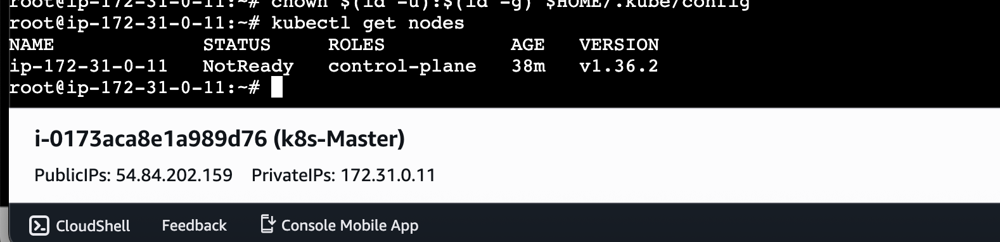 root@ip-172-31-0-11:~# chown $(id -u):$(id -g) $HOME/.kube/config
root@ip-172-31-0-11:~# kubectl get nodes
NAME STATUS ROLES AGE VERSION
ip-172-31-0-11 NotReady control-plane 38m v1.36.2
root@ip-172-31-0-11:~#
i-0173aca8e1a989d76 (k8s-Master)
PublicIPs: 54.84.202.159 PrivateIPs: 172.31.0.11
CloudShell Feedback Console Mobile App